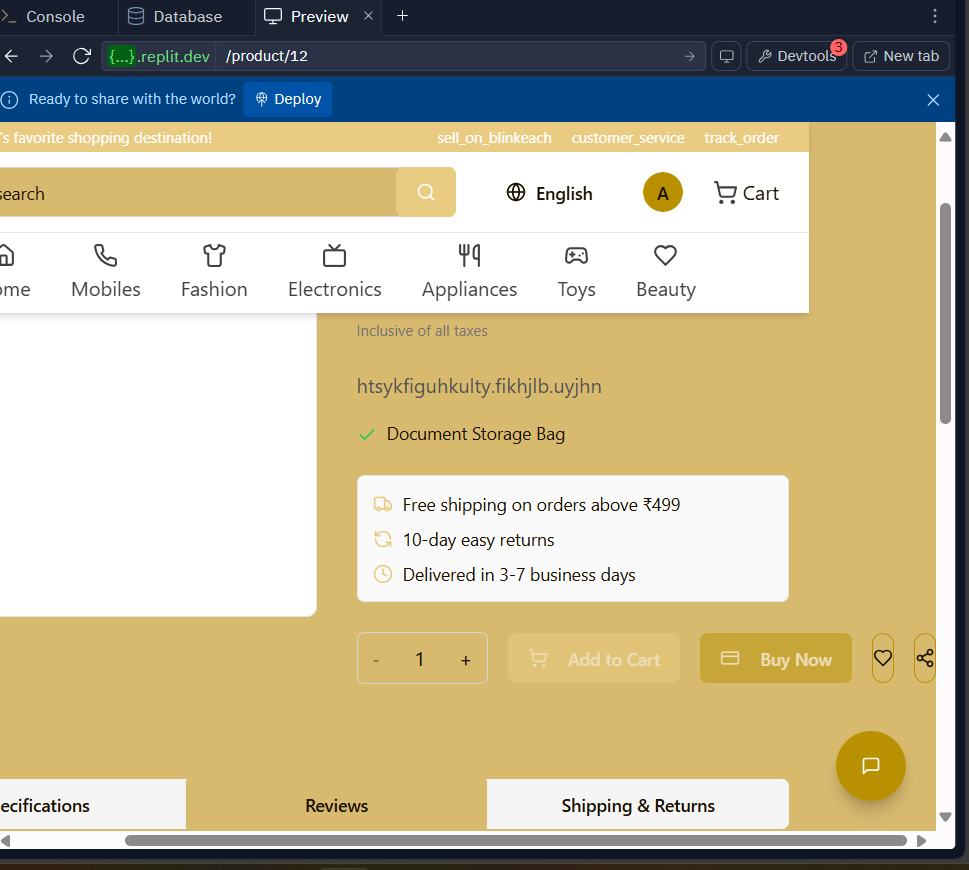 Console Database Preview
{...}.replit.dev /product/12 Devtools 3 New tab
Ready to share with the world? Deploy
's favorite shopping destination! sell_on_blinkeach customer_service track_order
search English A Cart
ome Mobiles Fashion Electronics Appliances Toys Beauty
Inclusive of all taxes
htsykfiguhkulty.fikhjlb.uyjhn
Document Storage Bag
Free shipping on orders above ₹499
10-day easy returns
Delivered in 3-7 business days
- 1 + Add to Cart Buy Now
ecifications Reviews Shipping & Returns